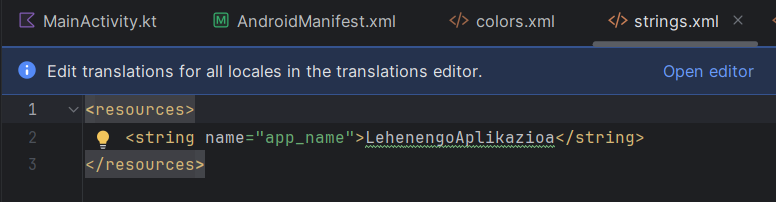 MainActivity.kt AndroidManifest.xml colors.xml strings.xml
Edit translations for all locales in the translations editor. Open editor
1 <resources>
2 <string name="app_name">LehenengoAplikazioa</string>
3 </resources>